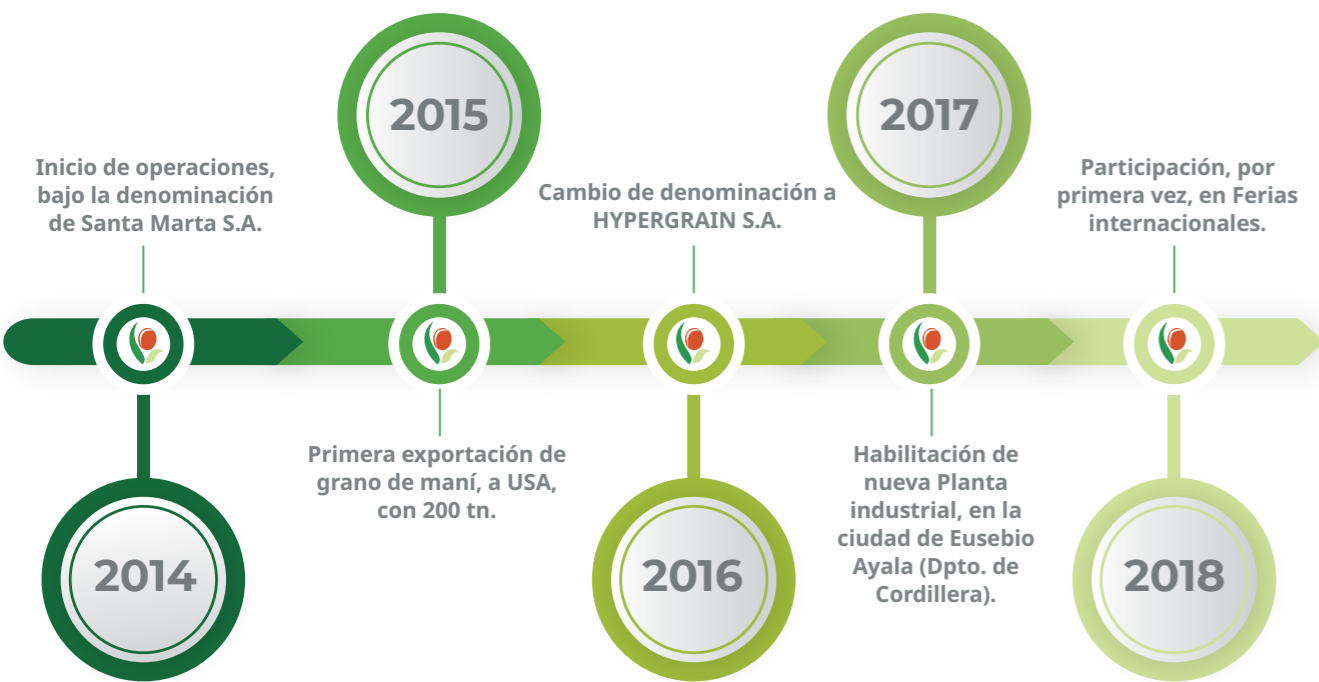 2014
Inicio de operaciones,
bajo la denominación
de Santa Marta S.A.
2015
Primera exportación de
grano de maní, a USA,
con 200 tn.
2016
Cambio de denominación a
HYPERGRAIN S.A.
2017
Habilitación de
nueva Planta
industrial, en la
ciudad de Eusebio
Ayala (Dpto. de
Cordillera).
2018
Participación, por
primera vez, en Ferias
internacionales.